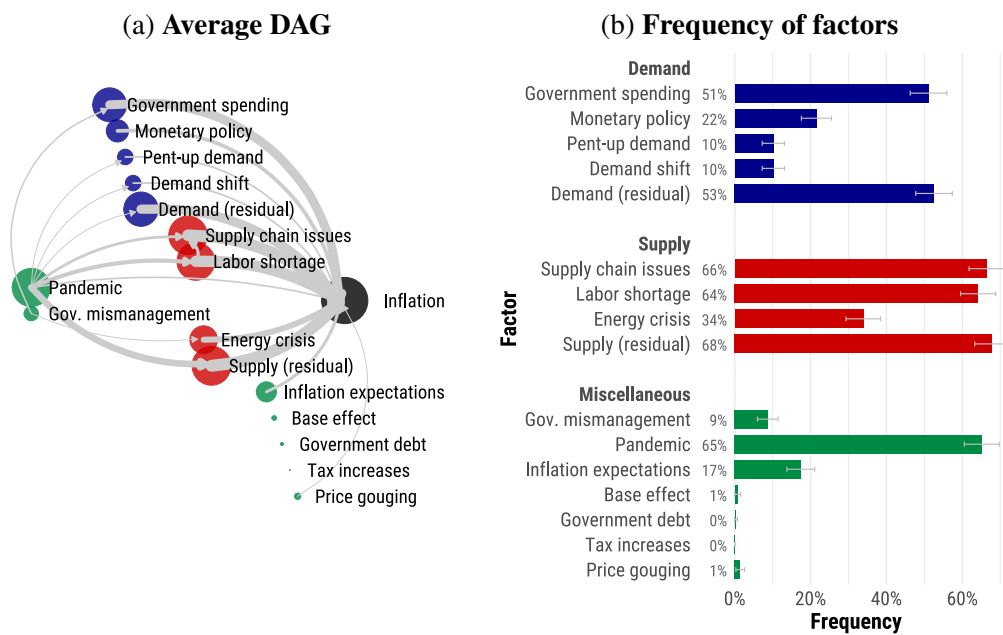 (a) Average DAG
Government spending
Monetary policy
Pent-up demand
Demand shift
Demand (residual)
Supply chain issues
Labor shortage
Pandemic
Inflation
Gov. mismanagement
Energy crisis
Supply (residual)
Inflation expectations
Base effect
Government debt
Tax increases
Price gouging
(b) Frequency of factors
Factor
Demand
Government spending 51%
Monetary policy 22%
Pent-up demand 10%
Demand shift 10%
Demand (residual) 53%
Supply
Supply chain issues 66%
Labor shortage 64%
Energy crisis 34%
Supply (residual) 68%
Miscellaneous
Gov. mismanagement 9%
Pandemic 65%
Inflation expectations 17%
Base effect 1%
Government debt 0%
Tax increases 0%
Price gouging 1%
0% 20% 40% 60%
Frequency